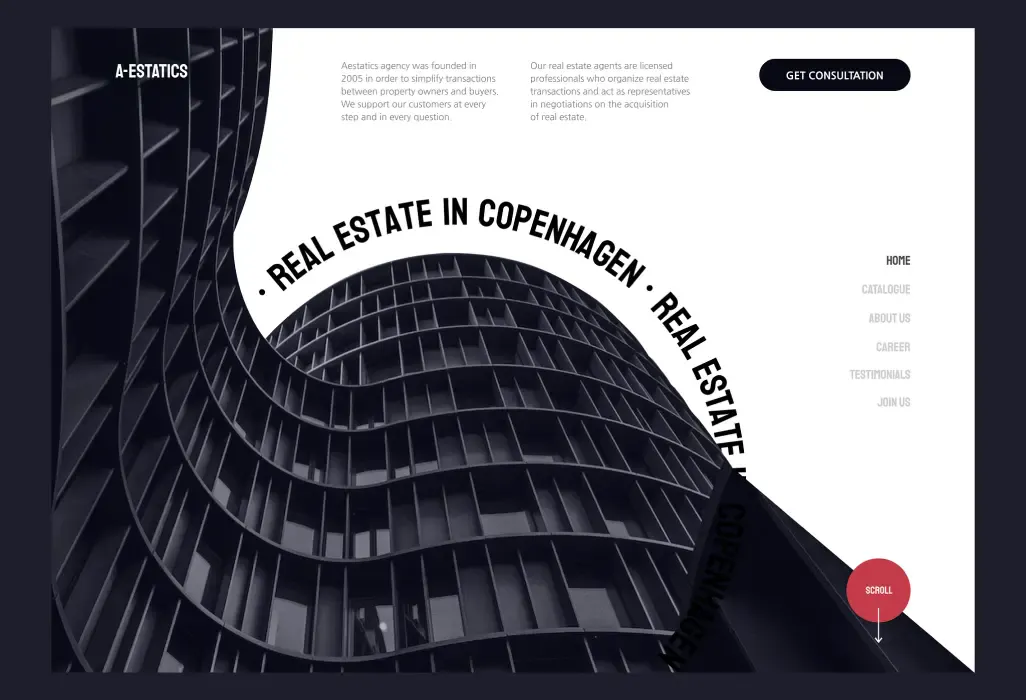 A-ESTATICS
Aestatics agency was founded in
2005 in order to simplify transactions
between property owners and buyers.
We support our customers at every
step and in every question.
Our real estate agents are licensed
professionals who organize real estate
transactions and act as representatives
in negotiations on the acquisition
of real estate.
GET CONSULTATION
· REAL ESTATE IN COPENHAGEN · REAL ESTATE IN COPENHAGEN
HOME
CATALOGUE
ABOUT US
CAREER
TESTIMONIALS
JOIN US
SCROLL